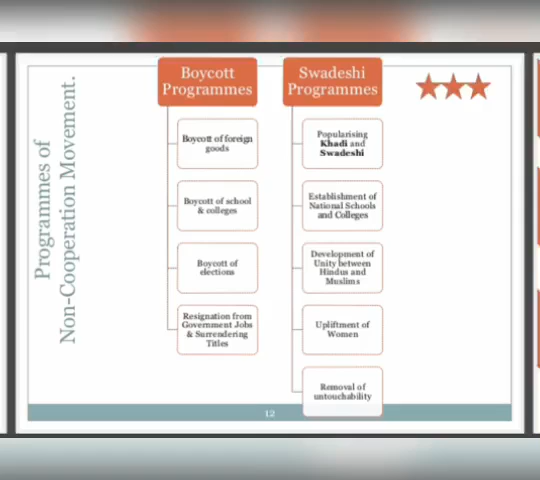 Programmes of
Non-Cooperation Movement.
Boycott
Programmes
Boycott of foreign
goods
Boycott of school
& colleges
Boycott of
elections
Resignation from
Government Jobs
& Surrendering
Titles
Swadeshi
Programmes
Popularising
Khadi and
Swadeshi
Establishment of
National Schools
and Colleges
Development of
Unity between
Hindus and
Muslims
Upliftment of
Women
Removal of
untouchability
12